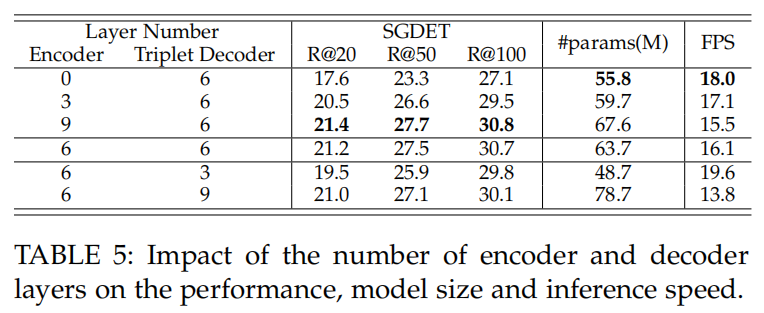 Layer Number SGDET #params(M) FPS
Encoder Triplet Decoder R@20 R@50 R@100
0 6 17.6 23.3 27.1 55.8 18.0
3 6 20.5 26.6 29.5 59.7 17.1
9 6 21.4 27.7 30.8 67.6 15.5
6 6 21.2 27.5 30.7 63.7 16.1
6 3 19.5 25.9 29.8 48.7 19.6
6 9 21.0 27.1 30.1 78.7 13.8
TABLE 5: Impact of the number of encoder and decoder
layers on the performance, model size and inference speed.